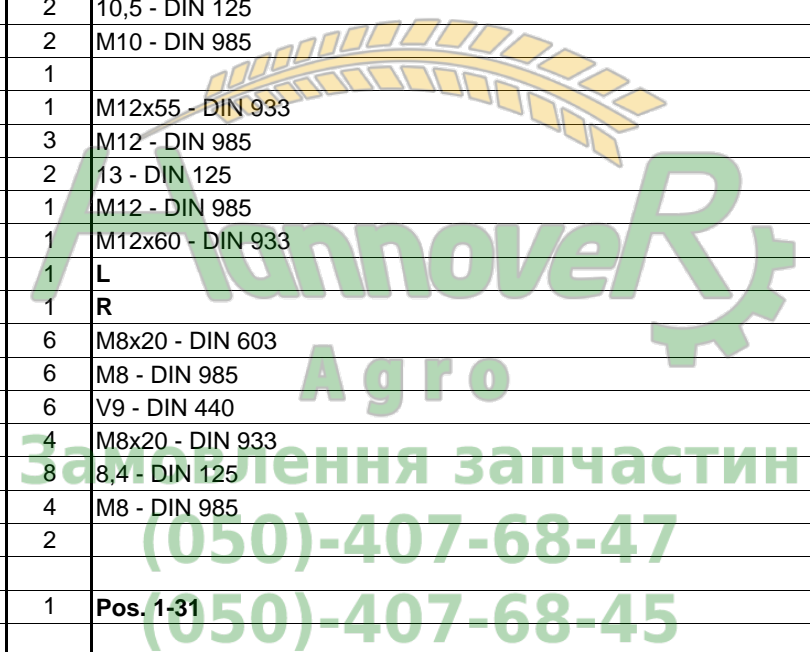 2 10,5 - DIN 125
2 M10 - DIN 985
1
1 M12x55 - DIN 933
3 M12 - DIN 985
2 13 - DIN 125
1 M12 - DIN 985
1 M12x60 - DIN 933
1 L
1 R
6 M8x20 - DIN 603
6 M8 - DIN 985
6 V9 - DIN 440
4 M8x20 - DIN 933
8 8,4 - DIN 125
4 M8 - DIN 985
2
1 Pos. 1-31
HannoveR
Agro
Замовлення запчастин
(050)-407-68-47
(050)-407-68-45